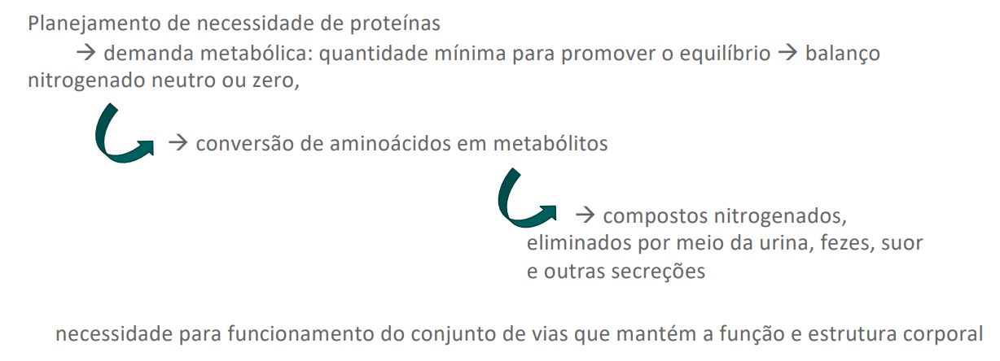 Planejamento de necessidade de proteínas
→ demanda metabólica: quantidade mínima para promover o equilíbrio → balanço
nitrogenado neutro ou zero,
→ conversão de aminoácidos em metabólitos
→ compostos nitrogenados,
eliminados por meio da urina, fezes, suor
e outras secreções
necessidade para funcionamento do conjunto de vias que mantém a função e estrutura corporal